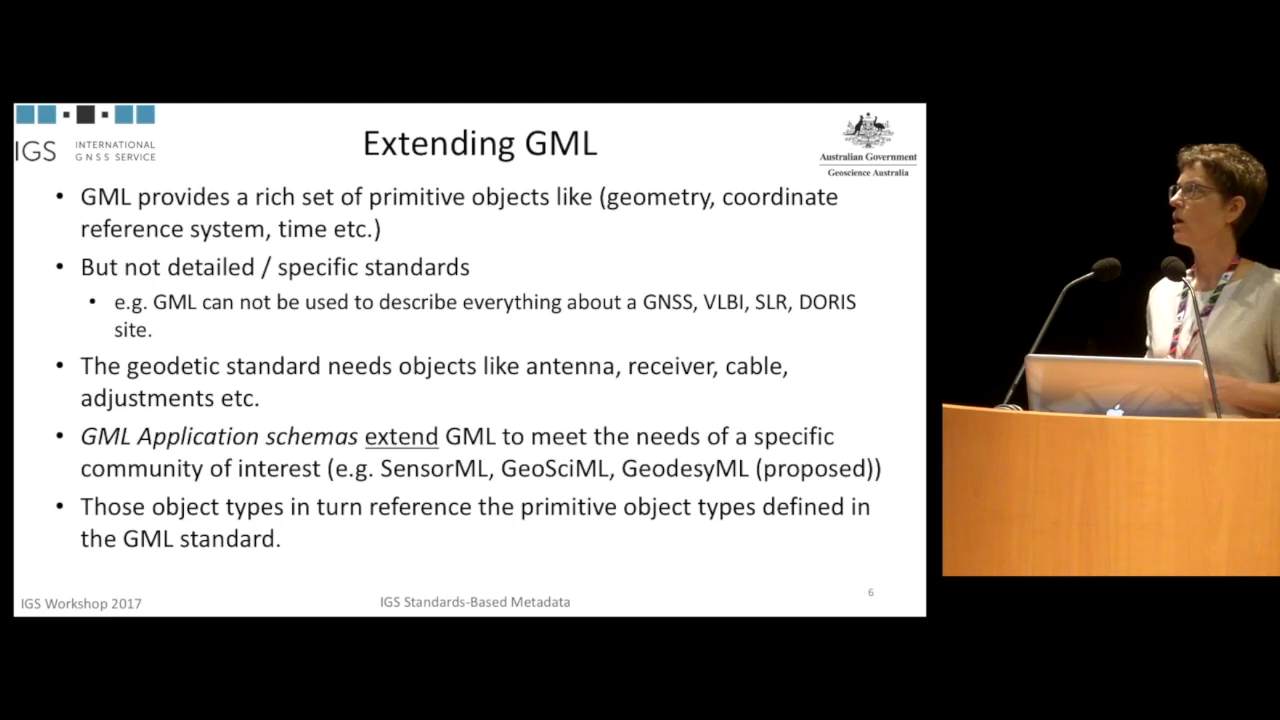 IGS INTERNATIONAL
GNSS SERVICE
Extending GML
Australian Government
Geoscience Australia
• GML provides a rich set of primitive objects like (geometry, coordinate
reference system, time etc.)
• But not detailed / specific standards
• e.g. GML can not be used to describe everything about a GNSS, VLBI, SLR, DORIS
site.
• The geodetic standard needs objects like antenna, receiver, cable,
adjustments etc.
• GML Application schemas extend GML to meet the needs of a specific
community of interest (e.g. SensorML, GeoSciML, GeodesyML (proposed))
• Those object types in turn reference the primitive object types defined in
the GML standard.
IGS Workshop 2017
IGS Standards-Based Metadata
6